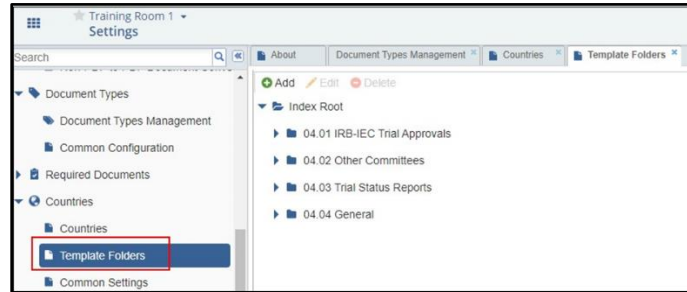 Training Room 1
Settings
Search
Document Types
Document Types Management
Common Configuration
Required Documents
Countries
Countries
Template Folders
Common Settings
About
Document Types Management
Countries
Template Folders
Add
Edit
Delete
Index Root
04.01 IRB-IEC Trial Approvals
04.02 Other Committees
04.03 Trial Status Reports
04.04 General